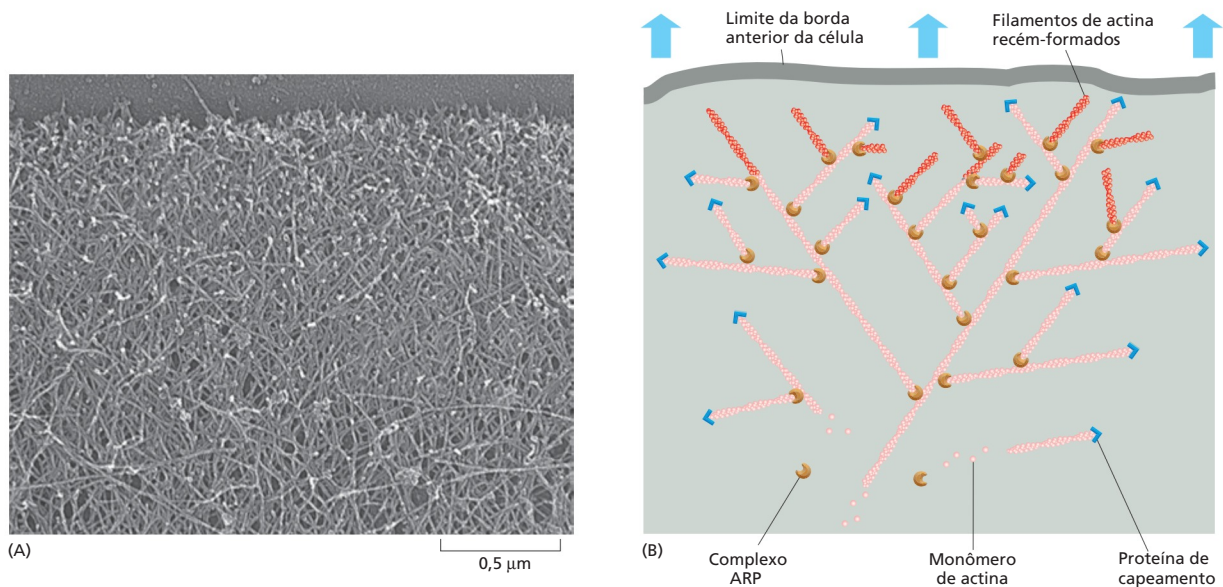 Limite da borda
anterior da célula
Filamentos de actina
recém-formados
(A)
0,5 μm
(B)
Complexo
ARP
Monômero
de actina
Proteína de
capeamento